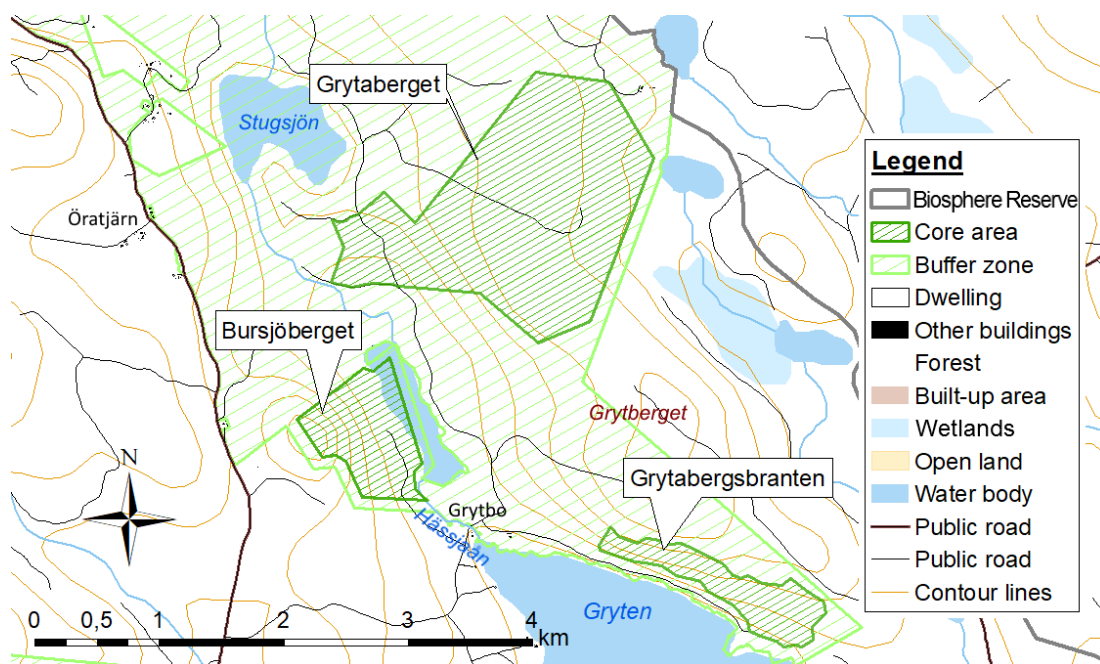 Grytaberget
Stugsjön
Öratjärn
Bursjöberget
Grytberget
Grytabergsbranten
Grytbo
Hässjaån
Gryten
N
0 0,5 1 2 3 4
km
Legend
Biosphere Reserve
Core area
Buffer zone
Dwelling
Other buildings
Forest
Built-up area
Wetlands
Open land
Water body
Public road
Public road
Contour lines